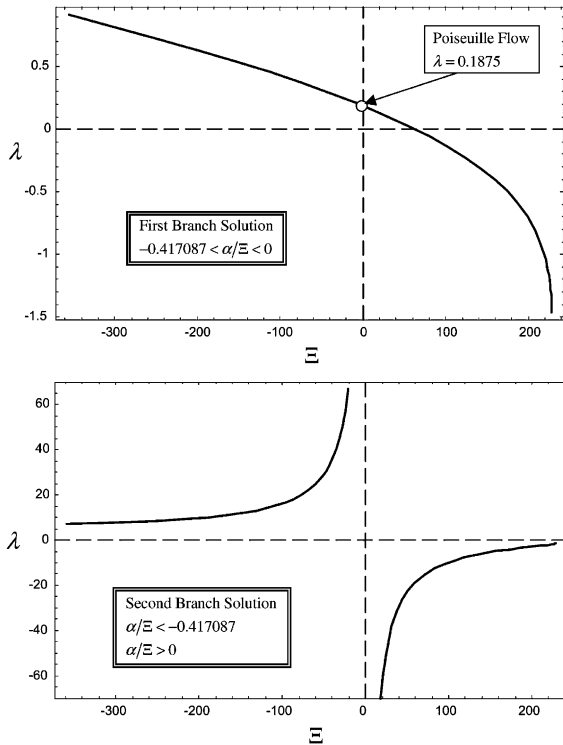 Poiseuille Flow
λ = 0.1875
0.5
0
-0.5
-1
-1.5
λ
First Branch Solution
−0.417087 < α/Ξ < 0
-300
-200
-100
0
100
200
Ξ
60
40
20
0
-20
-40
-60
λ
Second Branch Solution
α/Ξ < −0.417087
α/Ξ > 0
-300
-200
-100
0
100
200
Ξ